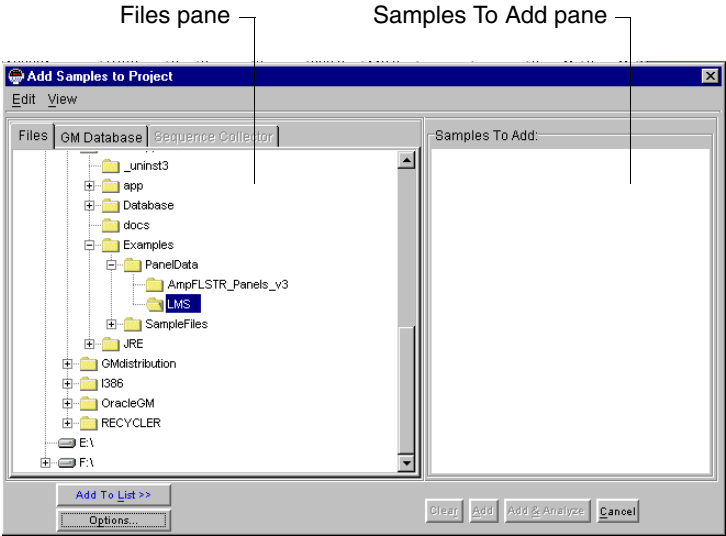 Files pane
Samples To Add pane
Add Samples to Project
Edit View
Files GM Database Sequence Collector
Samples To Add:
_uninst3
app
Database
docs
Examples
PanelData
AmpFLSTR_Panels_v3
LMS
SampleFiles
JRE
GMdistribution
I386
OracleGM
RECYCLER
E:\
F:\
Add To List >>
Options...
Clear Add Add & Analyze Cancel